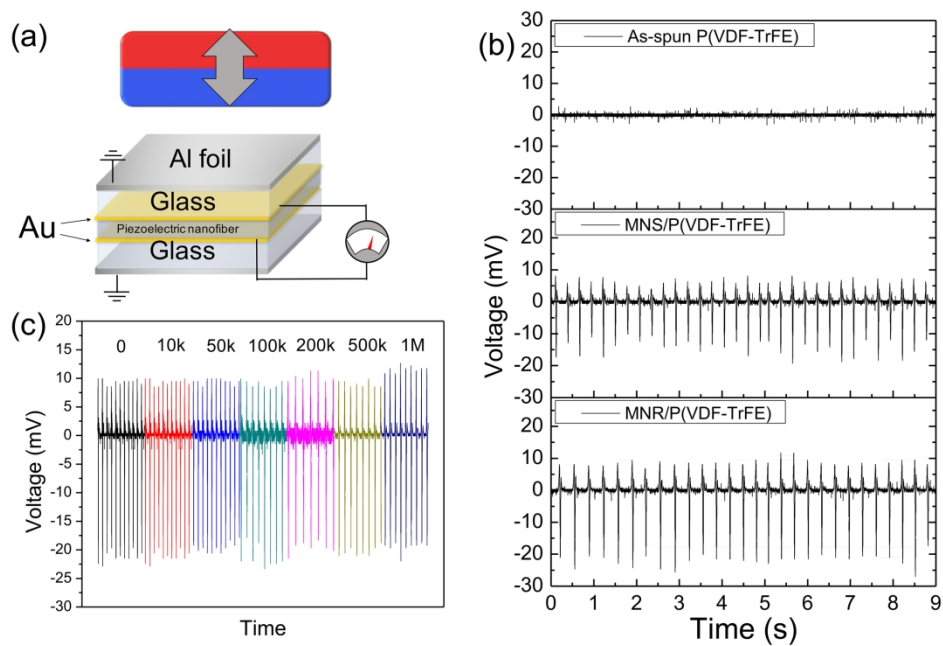 (a)
Al foil
Glass
Au
Piezoelectric nanofiber
Glass
(b)
As-spun P(VDF-TrFE)
30
20
10
0
-10
-20
-30
MNS/P(VDF-TrFE)
Voltage (mV)
30
20
10
0
-10
-20
-30
MNR/P(VDF-TrFE)
30
20
10
0
-10
-20
-30
0 1 2 3 4 5 6 7 8 9
Time (s)
(c)
0 10k 50k 100k 200k 500k 1M
Voltage (mV)
20
15
10
5
0
-5
-10
-15
-20
-25
-30
Time